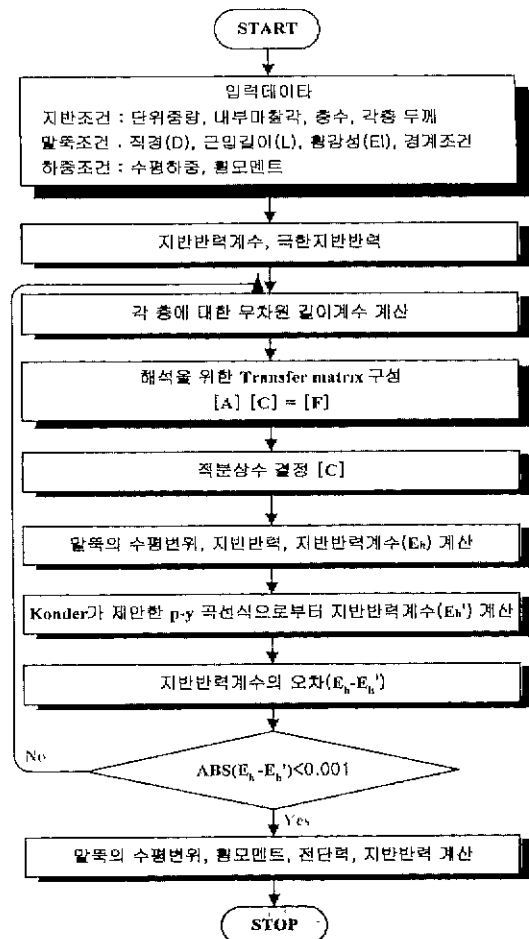 START
입력데이타
지반조건 : 단위중량, 내부마찰각, 층수, 각층 두께
말뚝조건 . 직경(D), 근입길이(L), 휨강성(EI), 경계조건
하중조건 : 수평하중, 휨모멘트
지반반력계수, 극한지반반력
각 층에 대한 무차원 길이계수 계산
해석을 위한 Transfer matrix 구성
[A] [C] = [F]
적분상수 결정 [C]
말뚝의 수평변위, 지반반력, 지반반력계수(Eh) 계산
Konder가 제안한 p-y 곡선식으로부터 지반반력계수(Eh') 계산
지반반력계수의 오차(Eh-Eh')
No
ABS(Eh-Eh')<0.001
Yes
말뚝의 수평변위, 휨모멘트, 전단력, 지반반력 계산
STOP